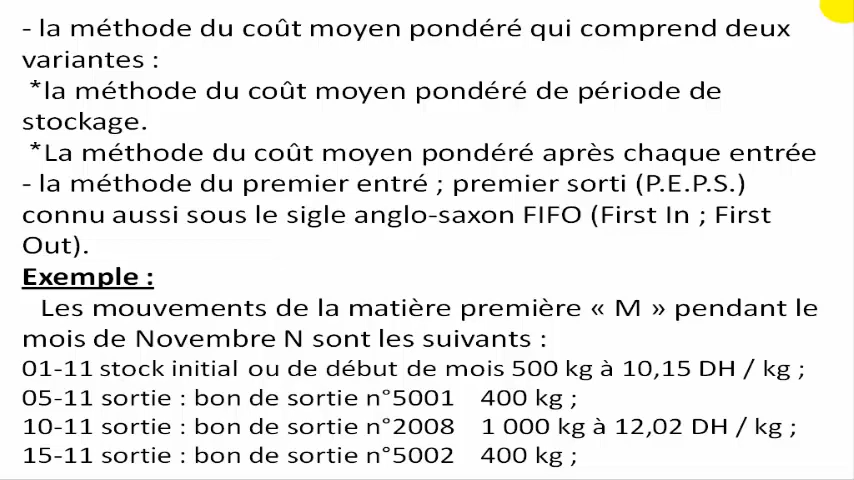 - la méthode du coût moyen pondéré qui comprend deux
variantes :
*la méthode du coût moyen pondéré de période de
stockage.
*La méthode du coût moyen pondéré après chaque entrée
- la méthode du premier entré ; premier sorti (P.E.P.S.)
connu aussi sous le sigle anglo-saxon FIFO (First In ; First
Out).
Exemple :
Les mouvements de la matière première « M » pendant le
mois de Novembre N sont les suivants :
01-11 stock initial ou de début de mois 500 kg à 10,15 DH / kg ;
05-11 sortie : bon de sortie n°5001 400 kg ;
10-11 sortie : bon de sortie n°2008 1 000 kg à 12,02 DH / kg ;
15-11 sortie : bon de sortie n°5002 400 kg ;